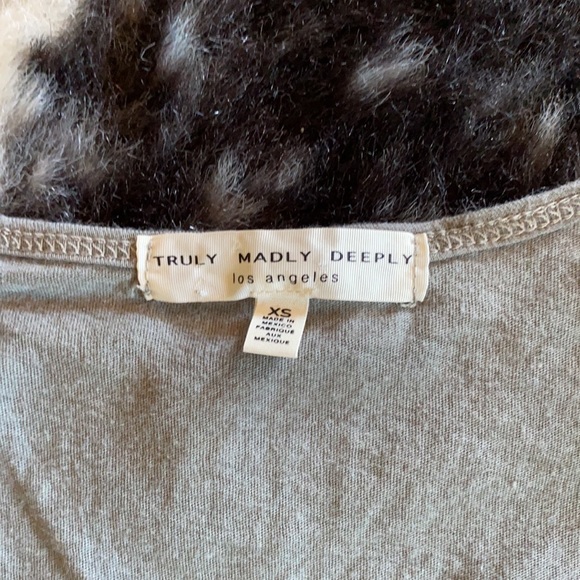 TRULY MADLY DEEPLY
los angeles
XS
MADE IN
MEXICO
FABRIQUE
AUX
MEXIQUE